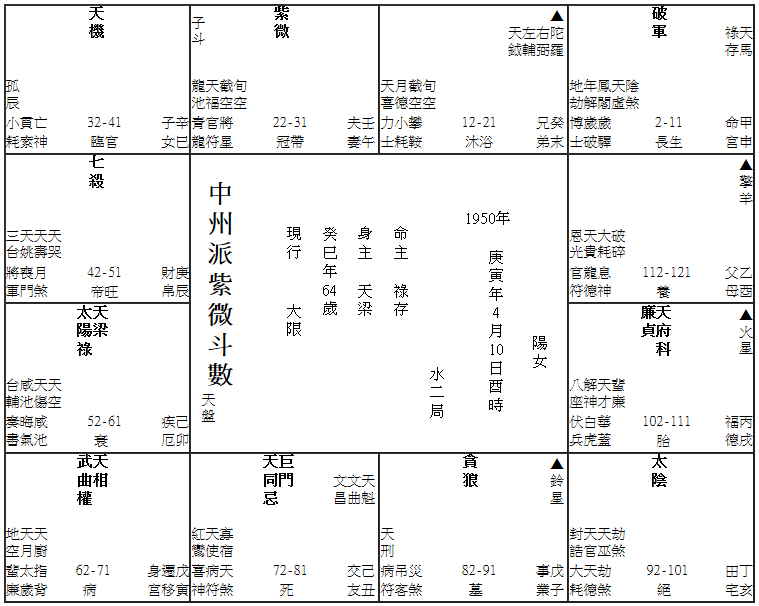 天機
孤辰
小耗 貫索 亡神
32-41
臨官
子女 辛巳
子斗
紫微
龍池 天福 截空 旬空
青龍 官符 將星
22-31
冠帶
夫妻 壬午
▲
天鉞 左輔 右弼 陀羅
天喜 月德 截空 旬空
力士 小耗 攀鞍
12-21
沐浴
兄弟 癸未
破軍
祿存 天馬
地劫 年解 鳳閣 天虛 陰煞
博士 歲破 歲驛
2-11
長生
命宮 甲申
七殺
三台 天姚 天壽 天哭
將軍 喪門 月煞
42-51
帝旺
財帛 庚辰
1950年
庚寅年4月10日酉時
陽女
水二局
命主 祿存
身主 天梁
癸巳年64歲
現行 大限
中州派紫微斗數
天盤
▲
擎羊
恩光 天貴 大耗 破碎
官符 龍德 息神
112-121
養
父母 乙酉
太陽祿 天梁
台輔 咸池 天傷 天空
奏書 晦氣 咸池
52-61
衰
疾厄 己卯
廉貞 天府科
▲
火星
八座 解神 天才 蜚廉
伏兵 白虎 華蓋
102-111
胎
福德 丙戌
武曲權 天相
地空 天月 天廚
蜚廉 太歲 指背
62-71
病
身宮 遷移 戊寅
天同忌 巨門
文昌 文曲 天魁
紅鸞 天使 寡宿
喜神 病符 天煞
72-81
死
交友 己丑
貪狼
▲
鈴星
天刑
病符 吊客 災煞
82-91
墓
事業 戊子
太陰
封誥 天官 天巫 劫煞
大耗 天德 劫煞
92-101
絕
田宅 丁亥